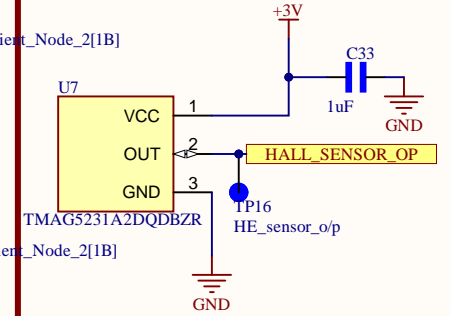 +3V
ient_Node_2[1B]
C33
U7
1uF
VCC
1
GND
OUT
2
HALL_SENSOR_OP
GND
3
TP16
TMAG5231A2DQDBZR
HE_sensor_o/p
ent_Node_2[1B]
GND